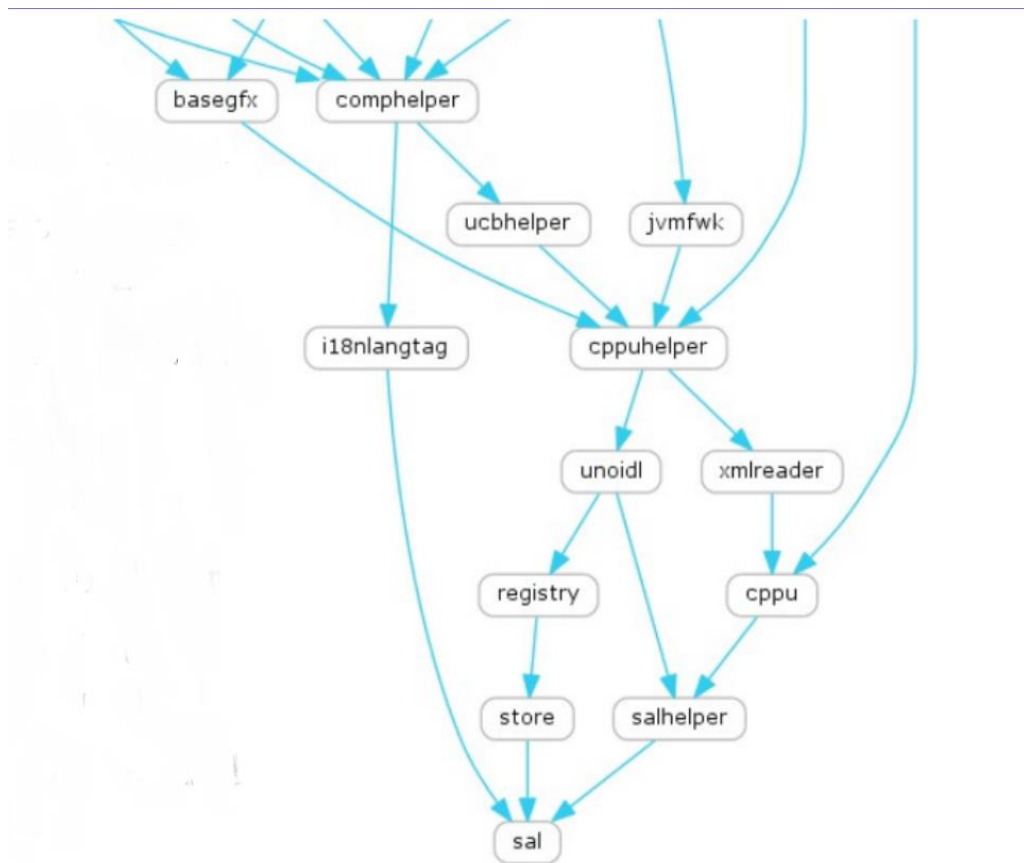 basegfx
comphelper
ucbhelper
jvmfwk
i18nlangtag
cppuhelper
unoidl
xmlreader
registry
cppu
store
salhelper
sal